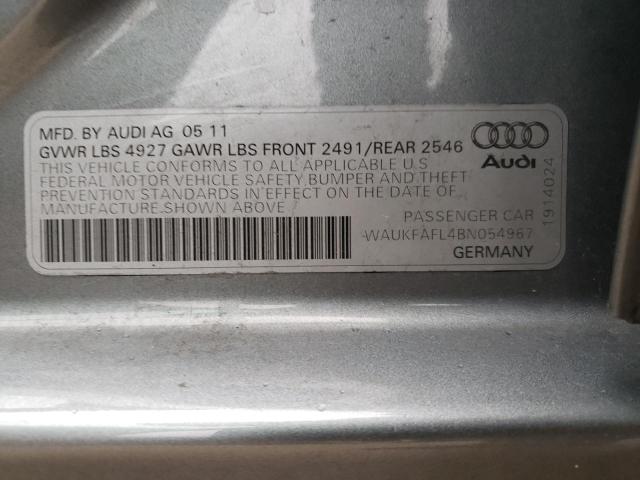 MFD. BY AUDI AG 05 11
GVWR LBS 4927 GAWR LBS FRONT 2491/REAR 2546
THIS VEHICLE CONFORMS TO ALL APPLICABLE U.S
FEDERAL MOTOR VEHICLE SAFETY,BUMPER AND THEFT
PREVENTION STANDARDS IN EFFECT ON THE DATE OF
MANUFACTURE.SHOWN ABOVE
Audi
1914024
PASSENGER CAR
WAUKFAFL4BN054967
GERMANY